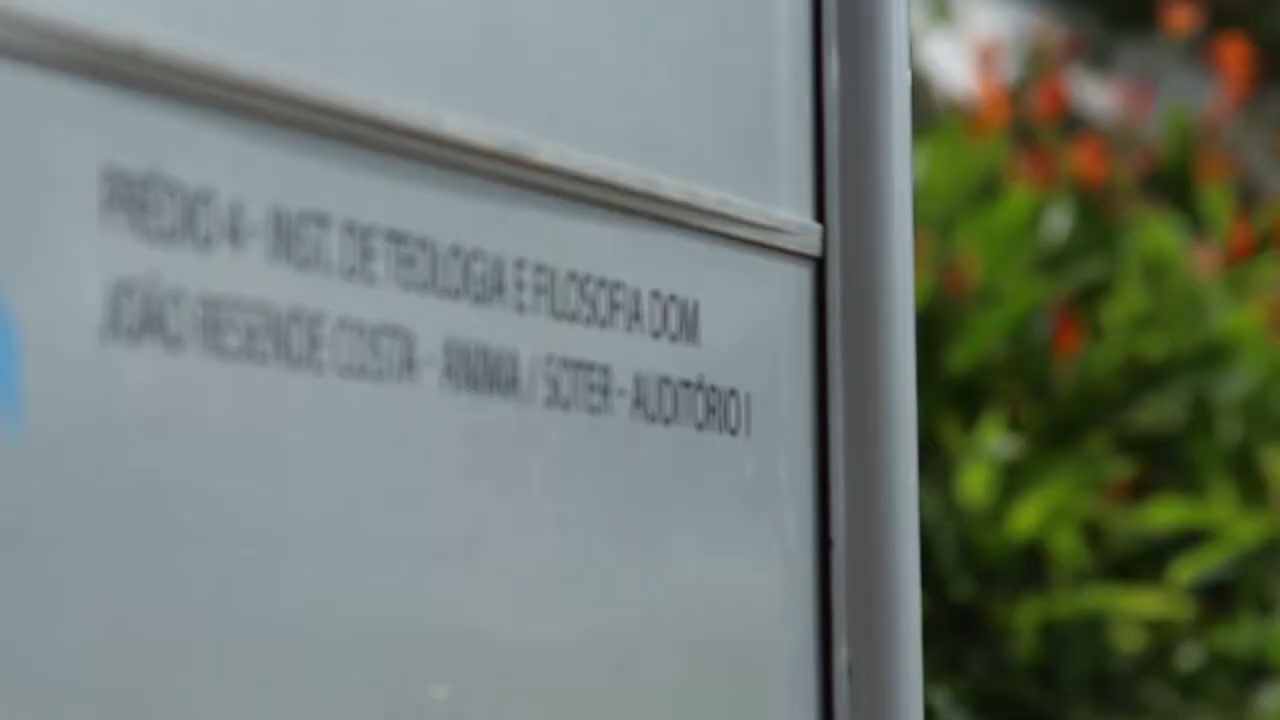 PRÉDIO 4 - INST. DE TEOLOGIA E FILOSOFIA DOM
JOÃO RESENDE COSTA - ANIMA / SOTER - AUDITÓRIO I